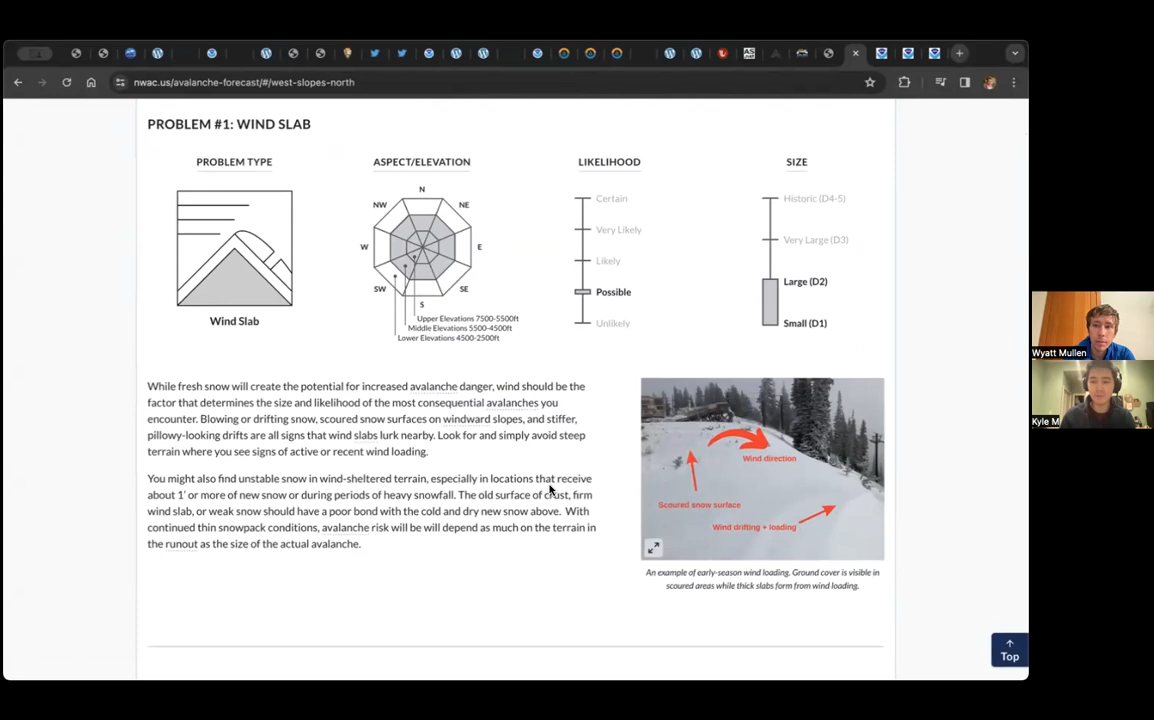 nwac.us/avalanche-forecast/#/west-slopes-north
PROBLEM #1: WIND SLAB
PROBLEM TYPE
ASPECT/ELEVATION
LIKELIHOOD
SIZE
N
NW
NE
W
E
SW
SE
S
Upper Elevations 7500-5500ft
Middle Elevations 5500-4500ft
Lower Elevations 4500-2500ft
Wind Slab
Certain
Very Likely
Likely
Possible
Unlikely
Historic (D4-5)
Very Large (D3)
Large (D2)
Small (D1)
While fresh snow will create the potential for increased avalanche danger, wind should be the
factor that determines the size and likelihood of the most consequential avalanches you
encounter. Blowing or drifting snow, scoured snow surfaces on windward slopes, and stiffer,
pillowy-looking drifts are all signs that wind slabs lurk nearby. Look for and simply avoid steep
terrain where you see signs of active or recent wind loading.
You might also find unstable snow in wind-sheltered terrain, especially in locations that receive
about 1' or more of new snow or during periods of heavy snowfall. The old surface of crust, firm
wind slab, or weak snow should have a poor bond with the cold and dry new snow above. With
continued thin snowpack conditions, avalanche risk will be will depend as much on the terrain in
the runout as the size of the actual avalanche.
Wind direction
Scoured snow surface
Wind drifting + loading
An example of early-season wind loading. Ground cover is visible in
scoured areas while thick slabs form from wind loading.
Top
Wyatt Mullen
Kyle M